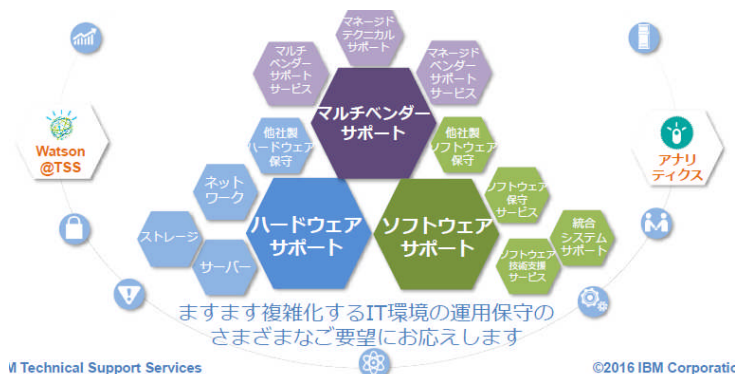 マネージド
テクニカル
サポート
マルチ
ベンダー
サポート
サービス
マネージド
ベンダー
サポート
サービス
マルチベンダー
サポート
Watson
@TSS
他社製
ハードウェア
保守
他社製
ソフトウェア
保守
アナリ
ティクス
ネット
ワーク
ソフトウェア
保守
サービス
ストレージ
サーバー
ハードウェア
サポート
ソフトウェア
サポート
ソフトウェア
技術支援
サービス
統合
システム
サポート
ますます複雑化するIT環境の運用保守の
さまざまなご要望にお応えします
M Technical Support Services
©2016 IBM Corporatio